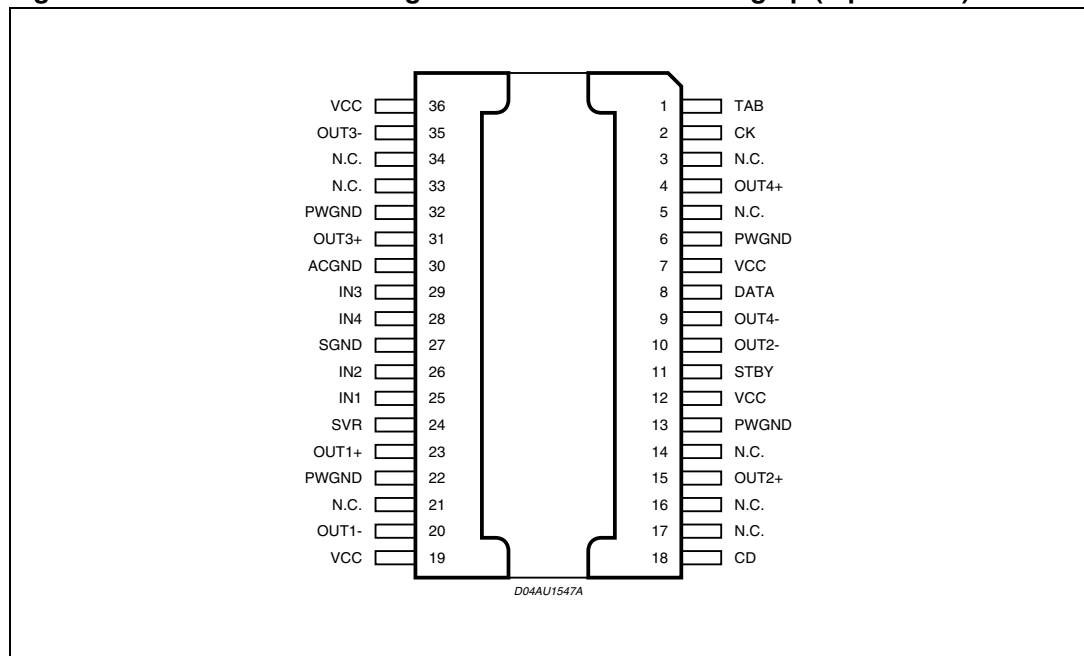 VCC 36 1 TAB
OUT3- 35 2 CK
N.C. 34 3 N.C.
N.C. 33 4 OUT4+
PWGND 32 5 N.C.
OUT3+ 31 6 PWGND
ACGND 30 7 VCC
IN3 29 8 DATA
IN4 28 9 OUT4-
SGND 27 10 OUT2-
IN2 26 11 STBY
IN1 25 12 VCC
SVR 24 13 PWGND
OUT1+ 23 14 N.C.
PWGND 22 15 OUT2+
N.C. 21 16 N.C.
OUT1- 20 17 N.C.
VCC 19 18 CD
D04AU1547A